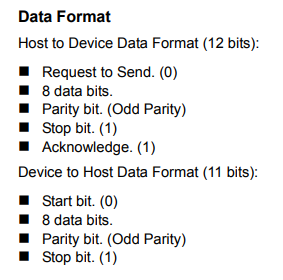 Data Format
Host to Device Data Format (12 bits):
■ Request to Send. (0)
■ 8 data bits.
■ Parity bit. (Odd Parity)
■ Stop bit. (1)
■ Acknowledge. (1)
Device to Host Data Format (11 bits):
■ Start bit. (0)
■ 8 data bits.
■ Parity bit. (Odd Parity)
■ Stop bit. (1)